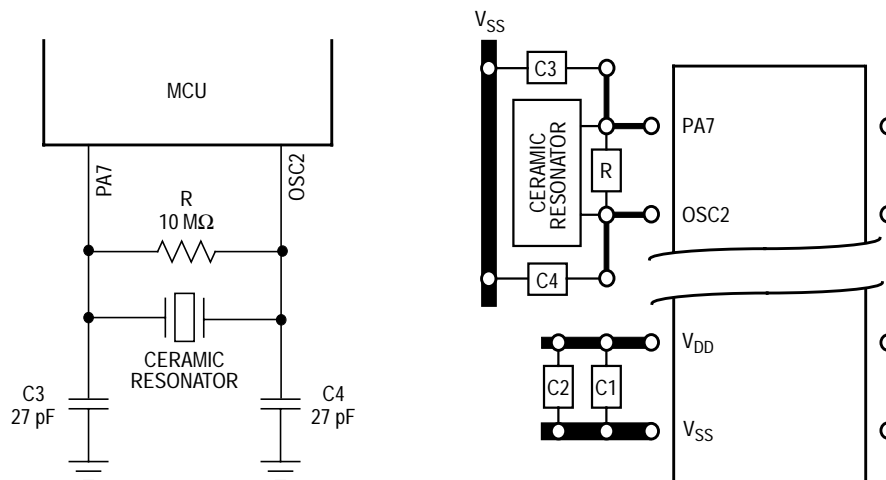 MCU
PA7
OSC2
R
10 MΩ
CERAMIC
RESONATOR
C3
27 pF
C4
27 pF
VSS
C3
CERAMIC
RESONATOR
R
C4
PA7
OSC2
C2
C1
VDD
VSS